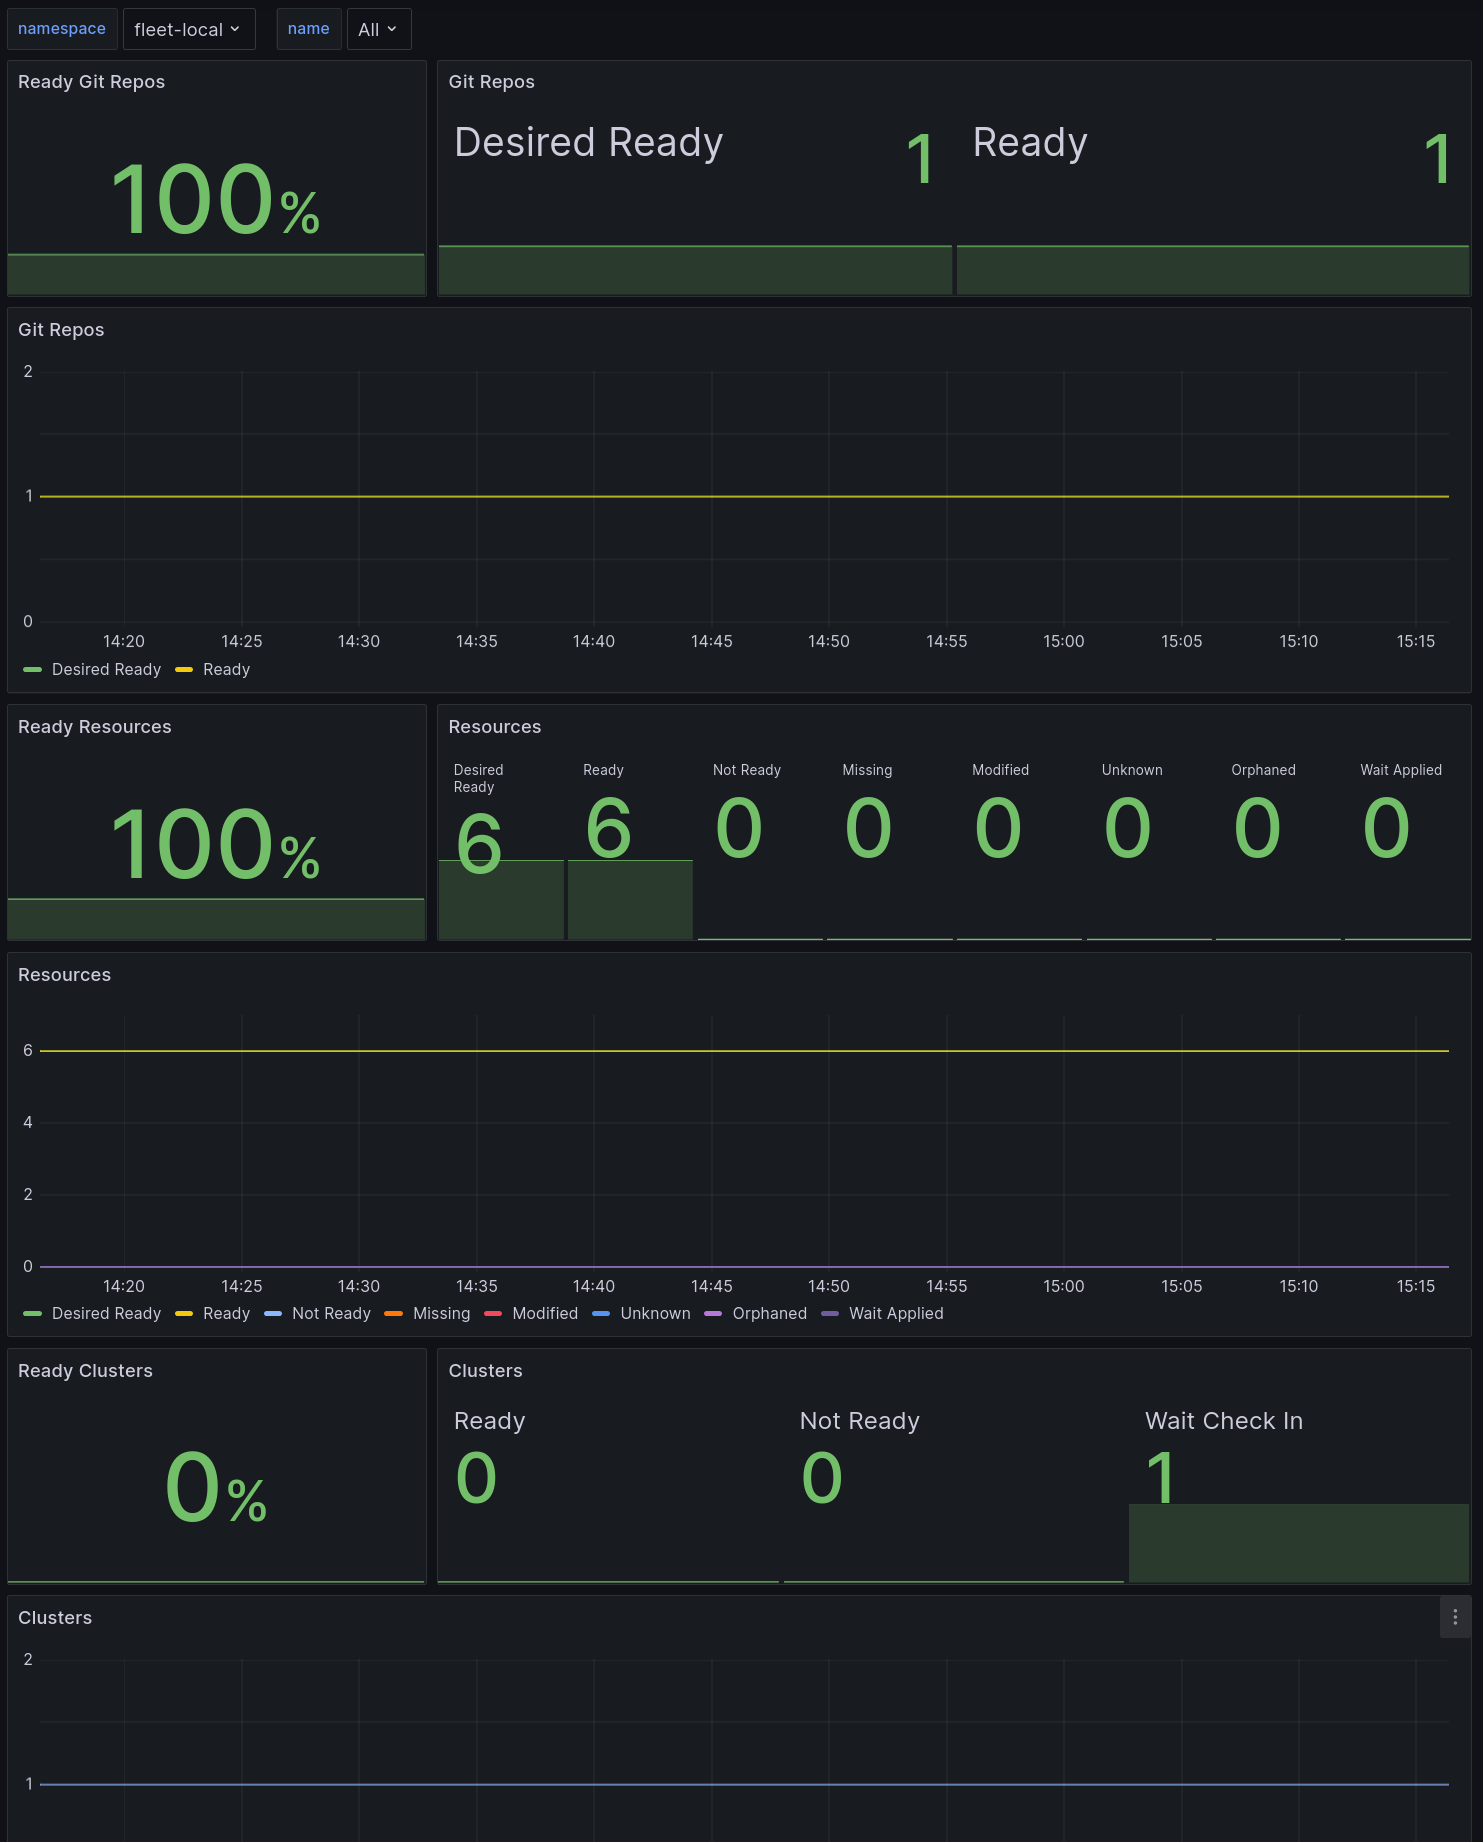 namespace fleet-local name All
Ready Git Repos
100%
Git Repos
Desired Ready 1 Ready 1
Git Repos
2
1
0
14:20 14:25 14:30 14:35 14:40 14:45 14:50 14:55 15:00 15:05 15:10 15:15
Desired Ready Ready
Ready Resources
100%
Resources
Desired Ready Ready Not Ready Missing Modified Unknown Orphaned Wait Applied
6 6 0 0 0 0 0 0
Resources
6
4
2
0
14:20 14:25 14:30 14:35 14:40 14:45 14:50 14:55 15:00 15:05 15:10 15:15
Desired Ready Ready Not Ready Missing Modified Unknown Orphaned Wait Applied
Ready Clusters
0%
Clusters
Ready Not Ready Wait Check In
0 0 1
Clusters
2
1